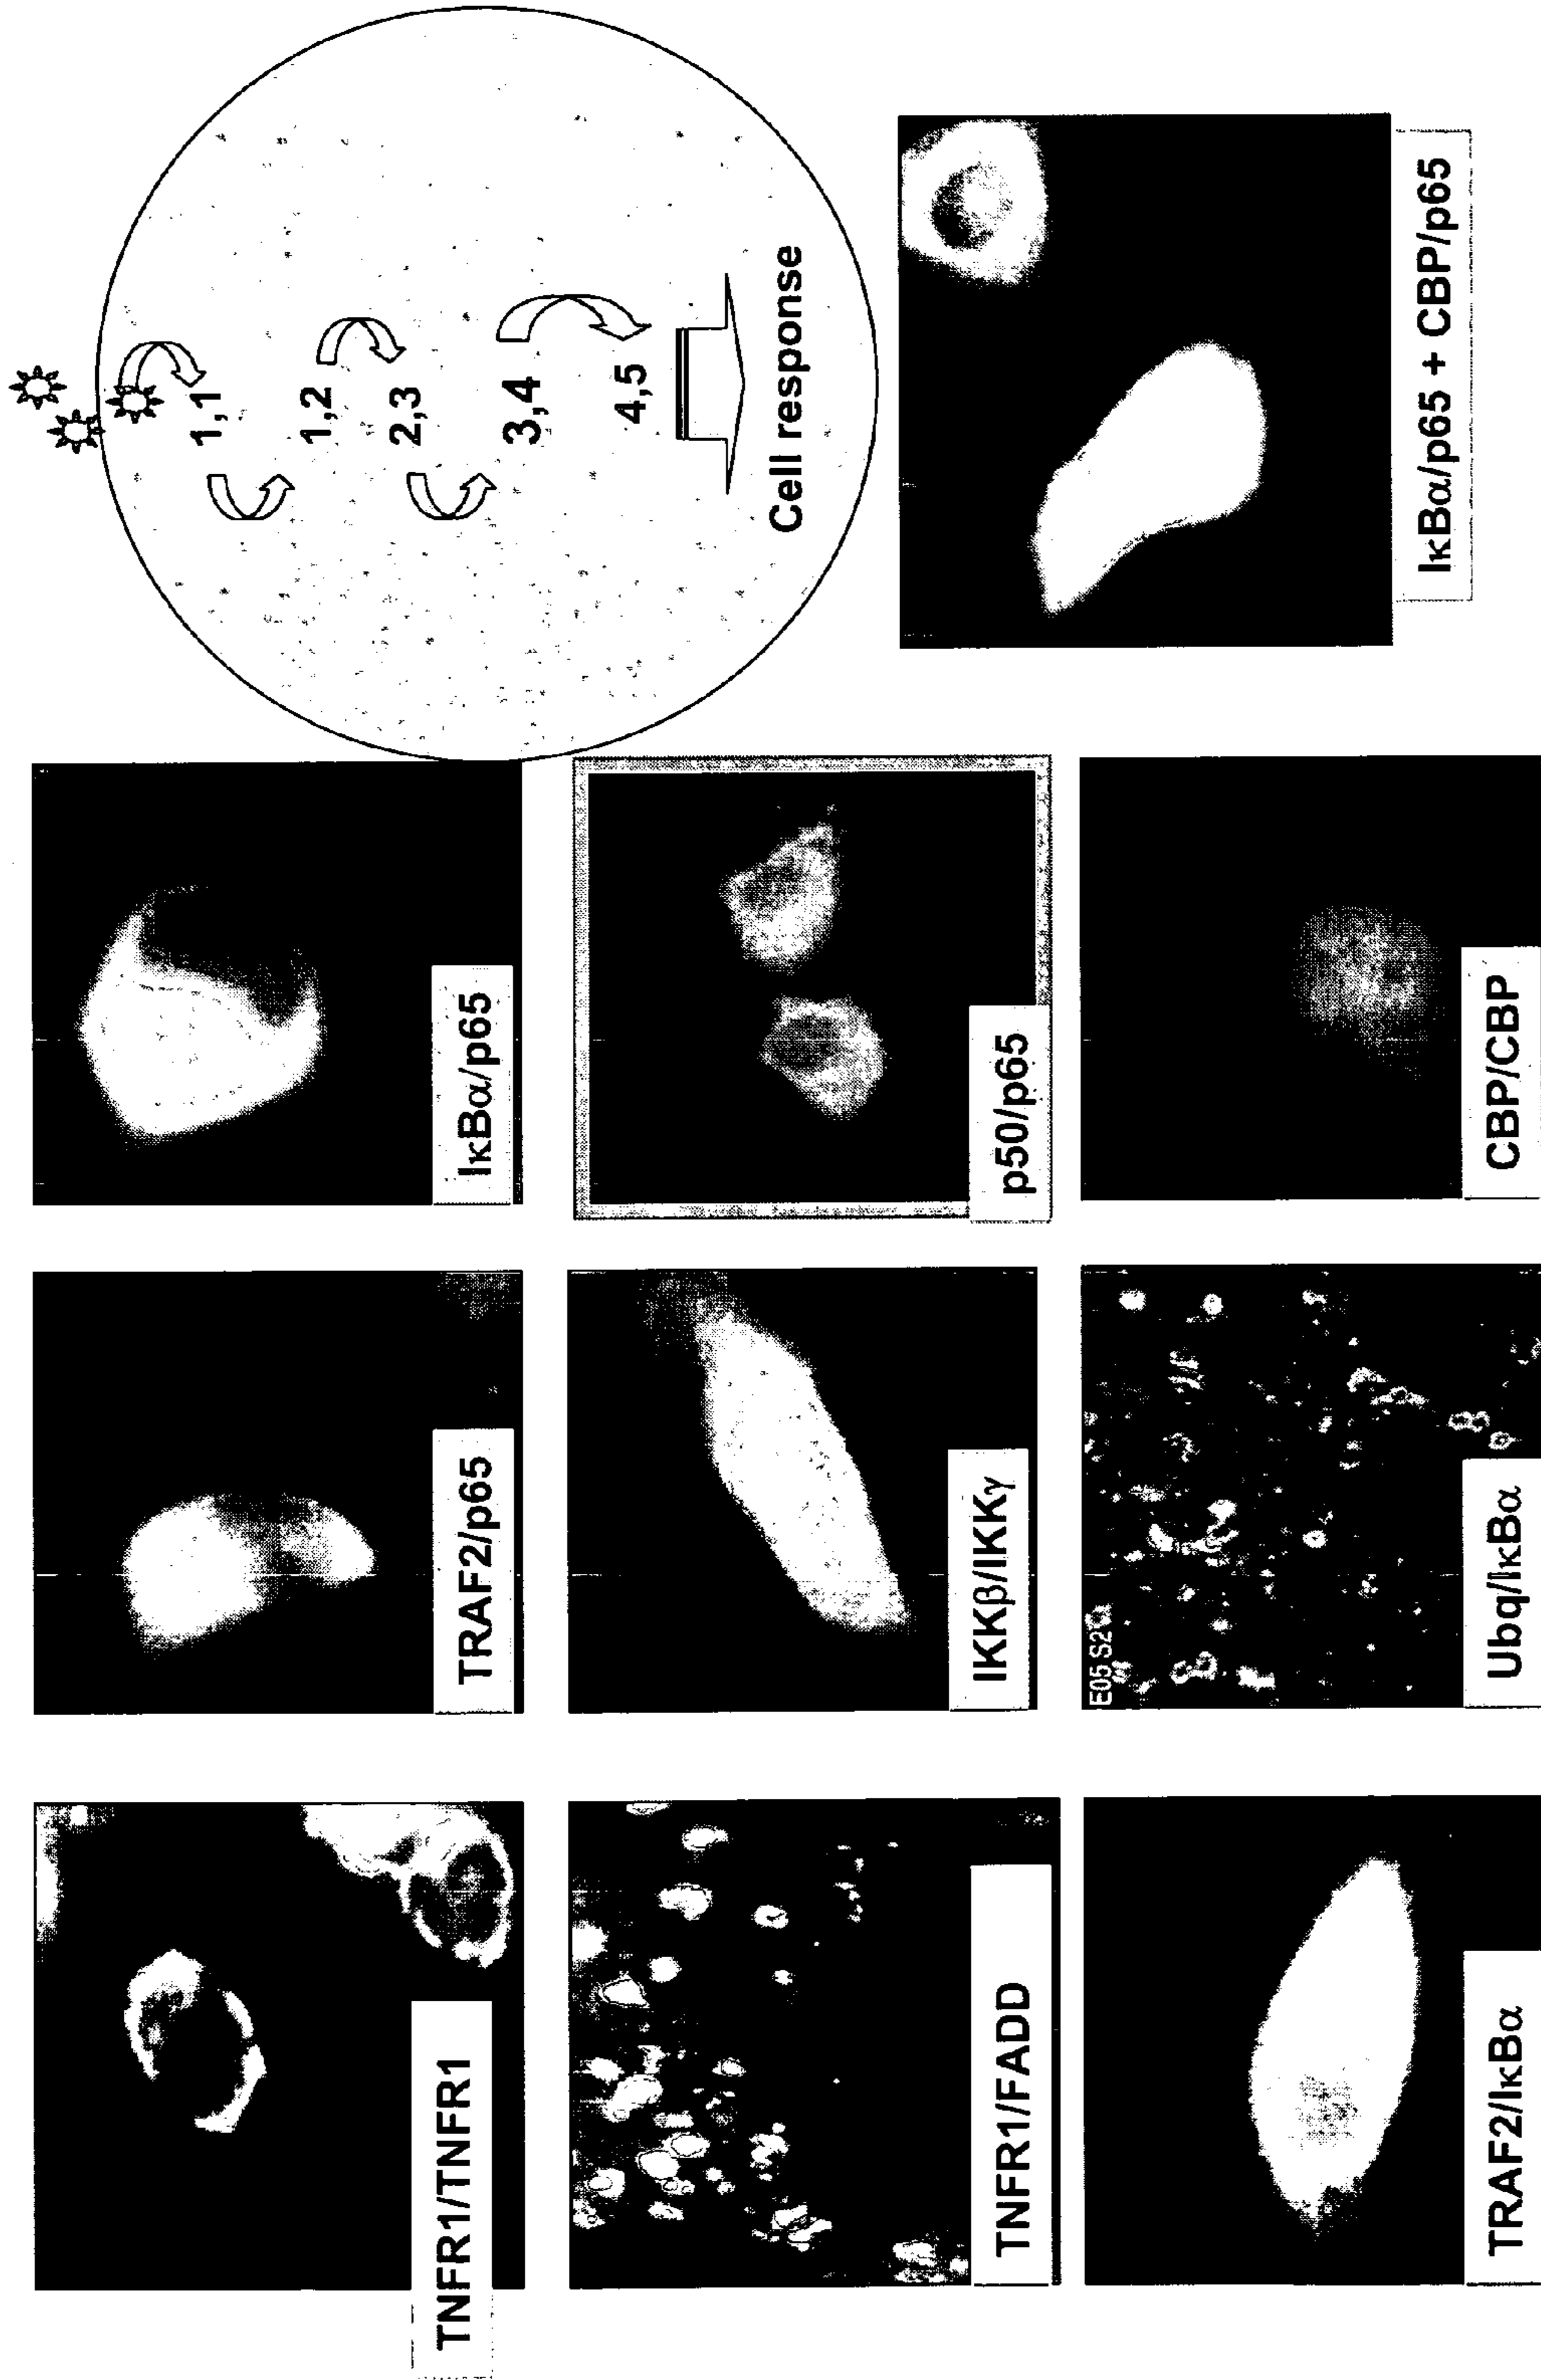 TNFR1/TNFR1
TRAF2/p65
IκBα/p65
TNFR1/FADD
IKKβ/IKKγ
p50/p65
TRAF2/IκBα
E05 S2
Ubq/IκBα
CBP/CBP
1,1
1,2
2,3
3,4
4,5
Cell response
IκBα/p65 + CBP/p65